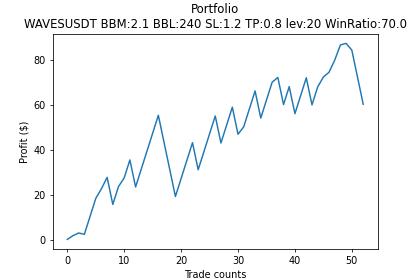 Portfolio
WAVESUSDT BBM:2.1 BBL:240 SL:1.2 TP:0.8 lev:20 WinRatio:70.0
80
60
40
20
0
Profit ($)
0 10 20 30 40 50
Trade counts